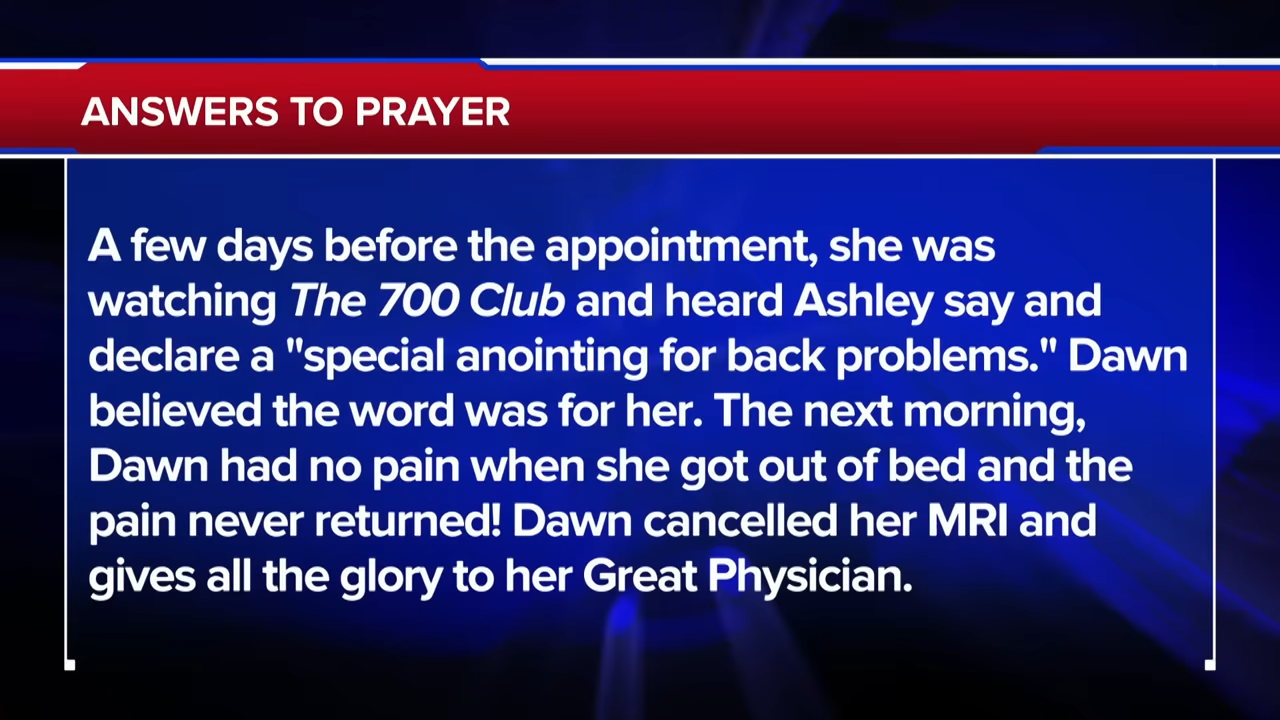 ANSWERS TO PRAYER
A few days before the appointment, she was
watching The 700 Club and heard Ashley say and
declare a "special anointing for back problems." Dawn
believed the word was for her. The next morning,
Dawn had no pain when she got out of bed and the
pain never returned! Dawn cancelled her MRI and
gives all the glory to her Great Physician.